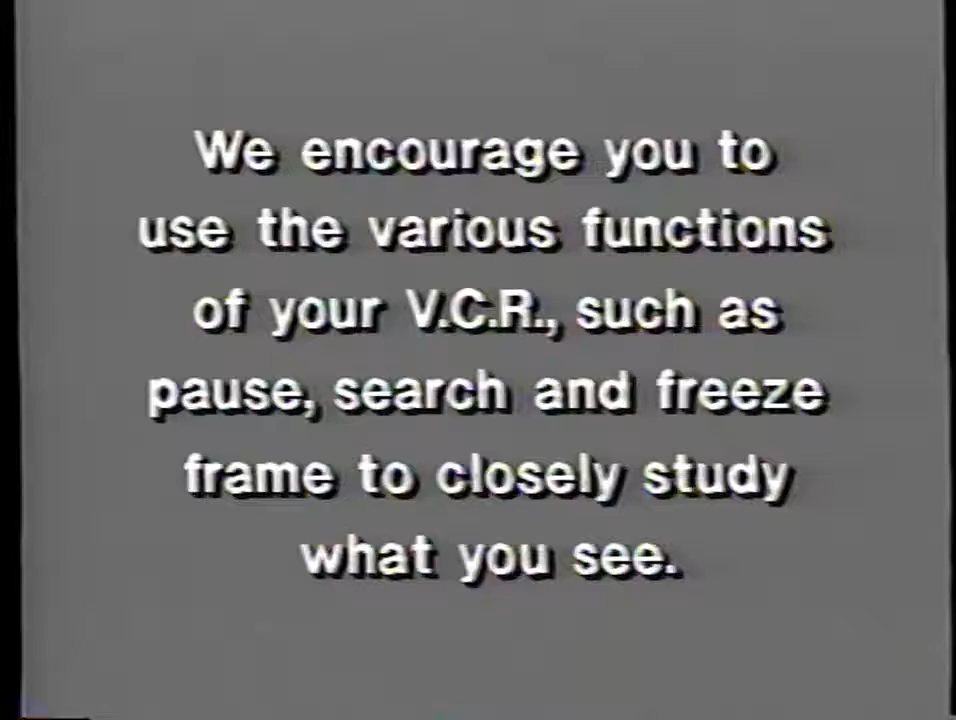 We encourage you to
use the various functions
of your V.C.R., such as
pause, search and freeze
frame to closely study
what you see.